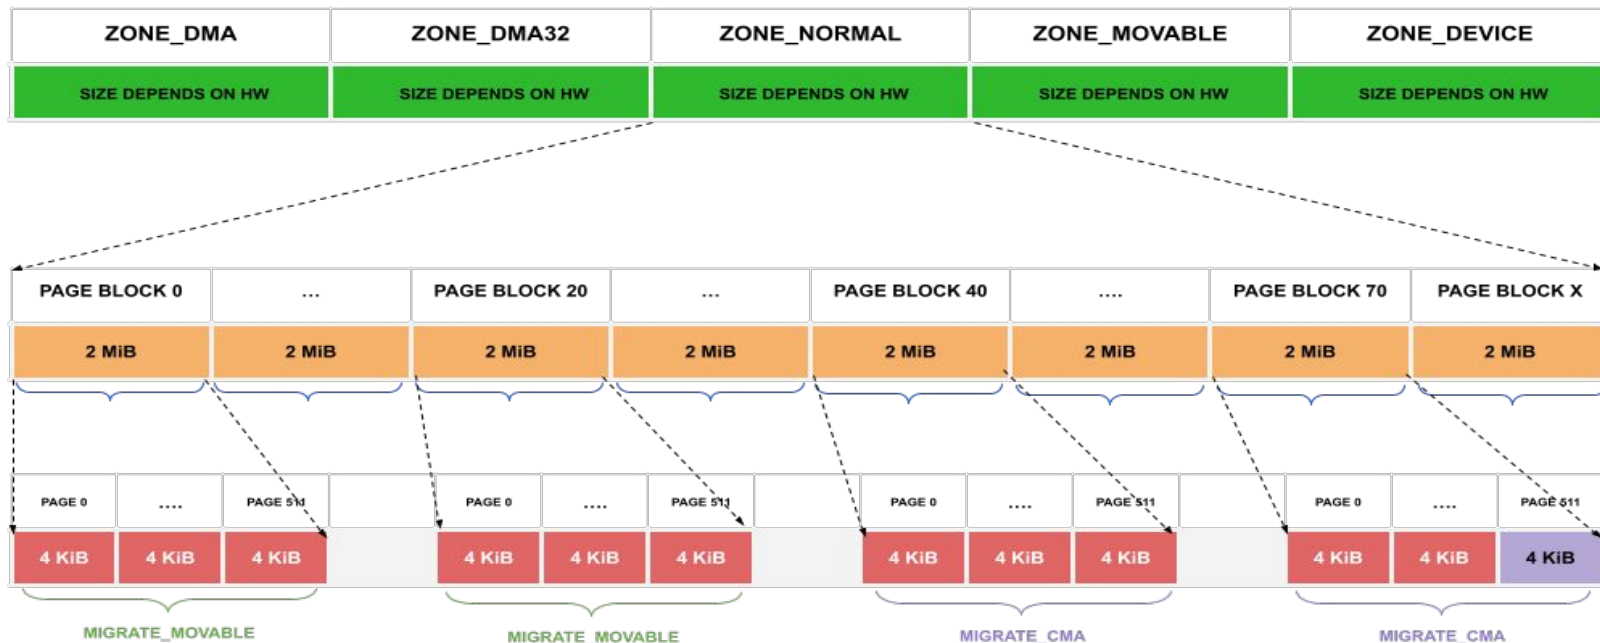 ZONE_DMA ZONE_DMA32 ZONE_NORMAL ZONE_MOVABLE ZONE_DEVICE
SIZE DEPENDS ON HW SIZE DEPENDS ON HW SIZE DEPENDS ON HW SIZE DEPENDS ON HW SIZE DEPENDS ON HW
PAGE BLOCK 0 ... PAGE BLOCK 20 ... PAGE BLOCK 40 .... PAGE BLOCK 70 PAGE BLOCK X
2 MiB 2 MiB 2 MiB 2 MiB 2 MiB 2 MiB 2 MiB 2 MiB
PAGE 0 .... PAGE 511 PAGE 0 .... PAGE 511 PAGE 0 .... PAGE 511 PAGE 0 .... PAGE 511
4 KiB 4 KiB 4 KiB 4 KiB 4 KiB 4 KiB 4 KiB 4 KiB 4 KiB 4 KiB 4 KiB 4 KiB
MIGRATE_MOVABLE MIGRATE_MOVABLE MIGRATE_CMA MIGRATE_CMA